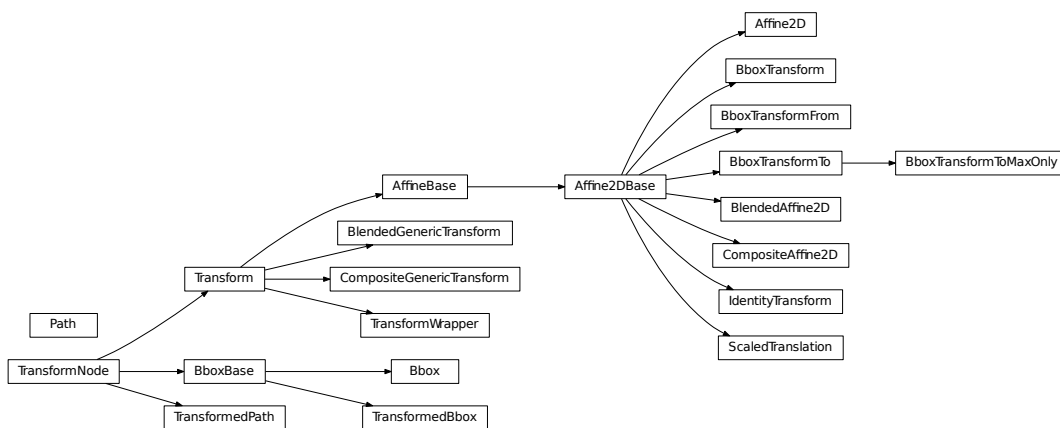 Affine2D
BboxTransform
BboxTransformFrom
BboxTransformTo
BboxTransformToMaxOnly
AffineBase
Affine2DBase
BlendedAffine2D
BlendedGenericTransform
CompositeAffine2D
Transform
CompositeGenericTransform
IdentityTransform
Path
TransformWrapper
ScaledTranslation
TransformNode
BboxBase
Bbox
TransformedPath
TransformedBbox